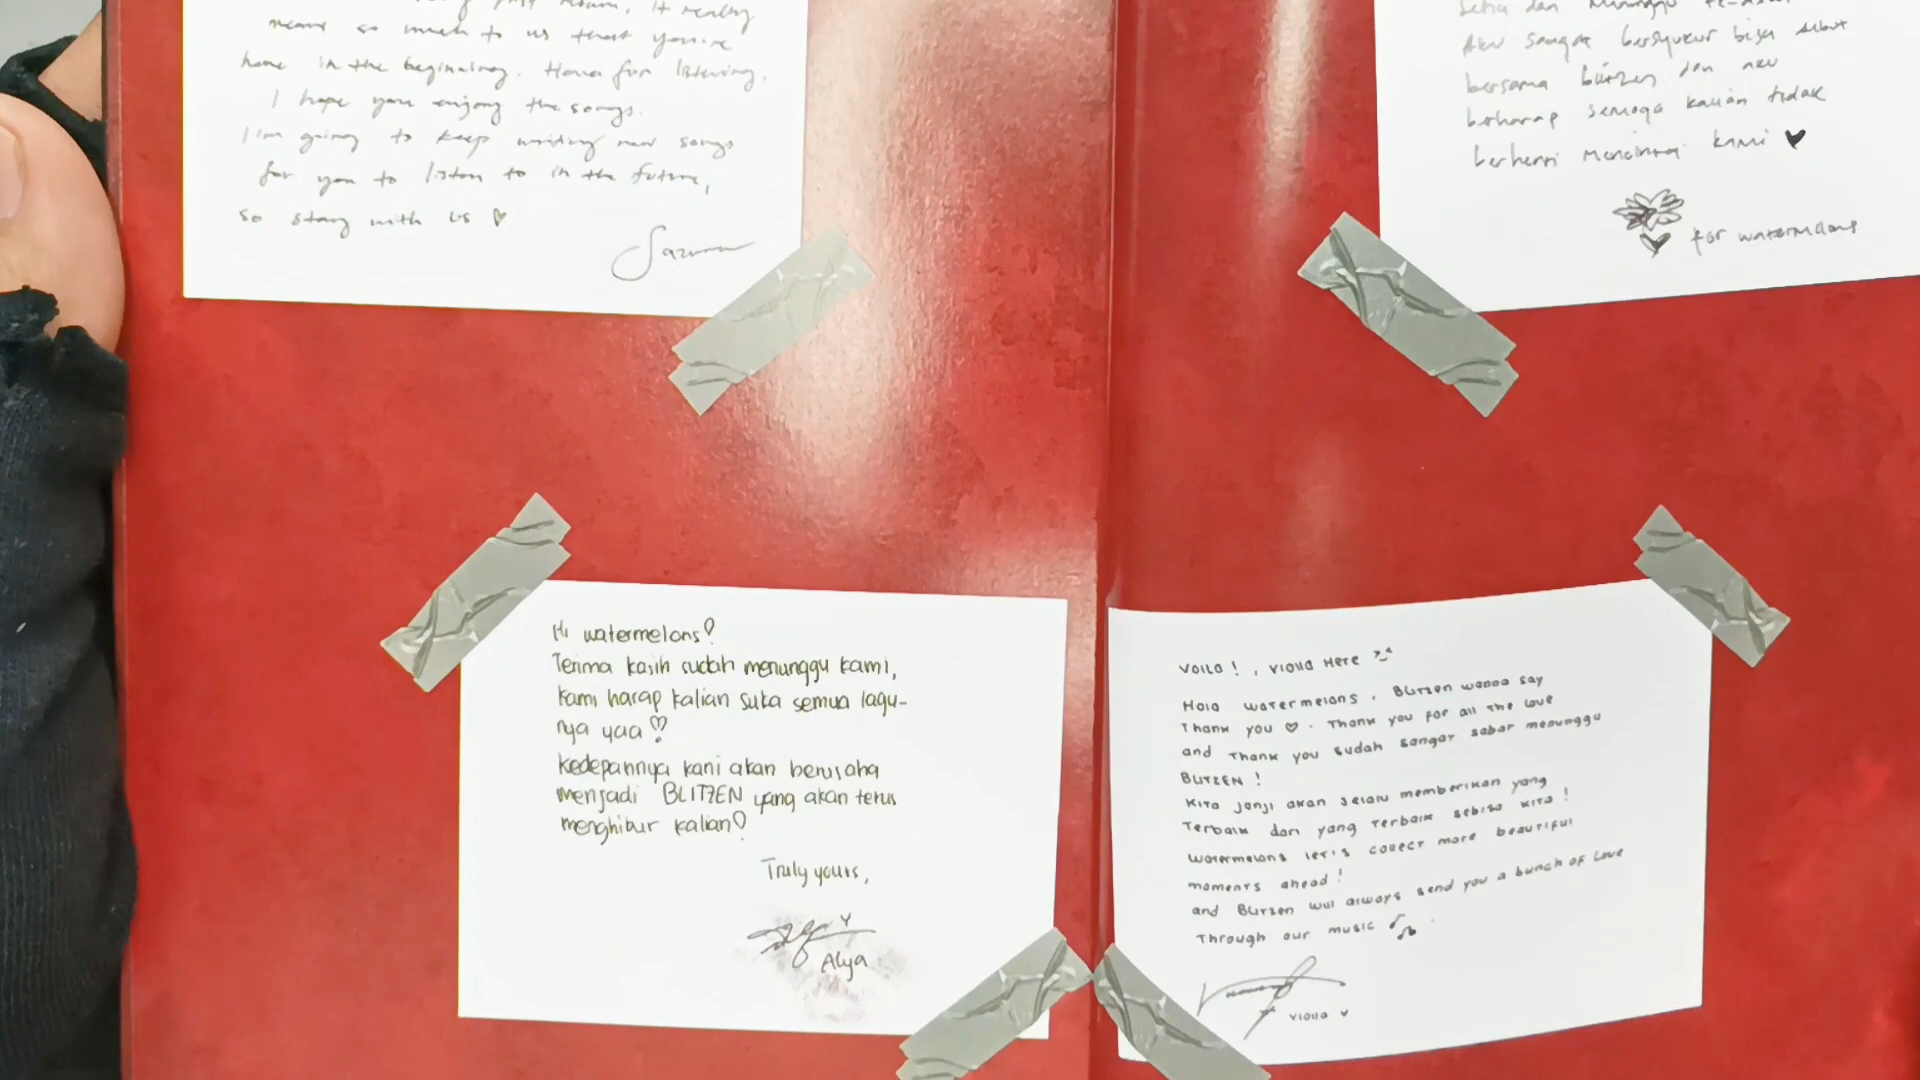 it really
means so much to us that you're
here in the beginning. Have fun listening.
I hope you enjoy the songs.
I'm going to keep writing new songs
for you to listen to in the future,
so stay with us ♡
Setia dan
Aku sangat bersyukur bisa debut
bersama blitzen dan aku
berharap semoga kalian tidak
berhenti mencintai kami ♥
for watermelons
Hi watermelons♡
Terima kasih sudah menunggu kami,
kami harap kalian suka semua lagu-
nya yaa♡
kedepannya kami akan berusaha
menjadi BLITZEN yang akan terus
menghibur kalian♡
Truly yours,
Alya
Voila!, Viola Here
Hola watermelons. Blitzen wanna say
Thank you ♡. Thank you for all the love
and Thank you sudah sangat sabar menunggu
BLITZEN!
Kita janji akan selalu memberikan yang
Terbaik dan yang Terbaik sebisa kita!
Watermelons let's collect more beautiful
moments ahead!
and Blitzen will always send you a bunch of Love
Through our music
Viola ♥